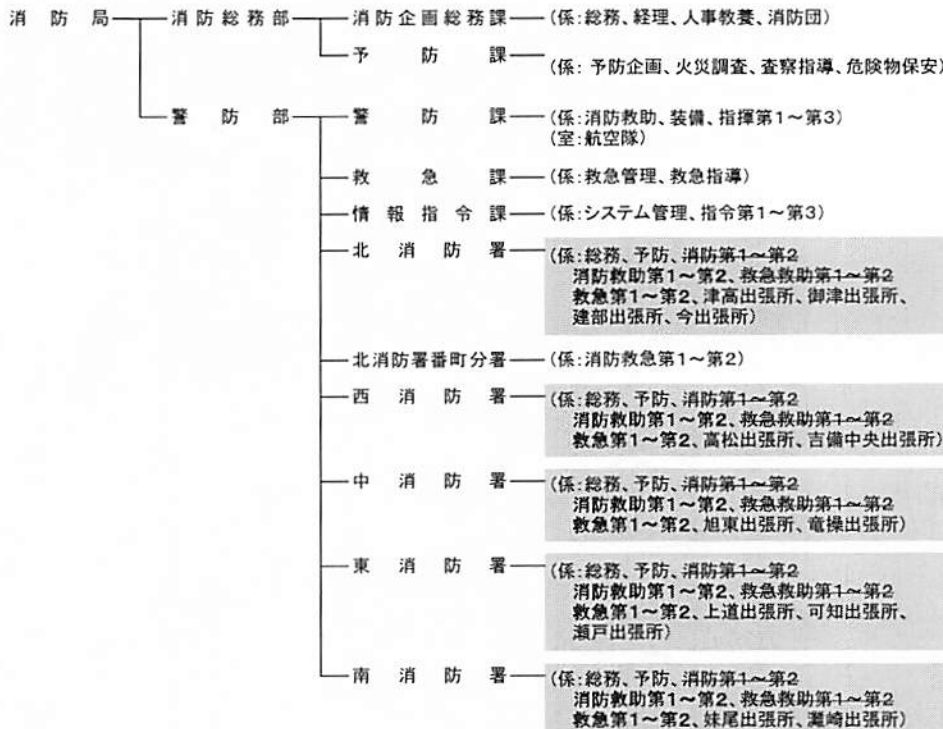 消防局 消防総務部 消防企画総務課 (係:総務、経理、人事教養、消防団)
予防課 (係: 予防企画、火災調査、査察指導、危険物保安)
警防部 警防課 (係:消防救助、装備、指揮第1～第3)
(室:航空隊)
救急課 (係:救急管理、救急指導)
情報指令課 (係:システム管理、指令第1～第3)
北消防署 (係:総務、予防、消防第1～第2
消防救助第1～第2、救急救助第1～第2
救急第1～第2、津高出張所、御津出張所、
建部出張所、今出張所)
北消防署番町分署 (係:消防救急第1～第2)
西消防署 (係:総務、予防、消防第1～第2
消防救助第1～第2、救急救助第1～第2
救急第1～第2、高松出張所、吉備中央出張所)
中消防署 (係:総務、予防、消防第1～第2
消防救助第1～第2、救急救助第1～第2
救急第1～第2、旭東出張所、竜操出張所)
東消防署 (係:総務、予防、消防第1～第2
消防救助第1～第2、救急救助第1～第2
救急第1～第2、上道出張所、可知出張所、
瀬戸出張所)
南消防署 (係:総務、予防、消防第1～第2
消防救助第1～第2、救急救助第1～第2
救急第1～第2、妹尾出張所、灘崎出張所)